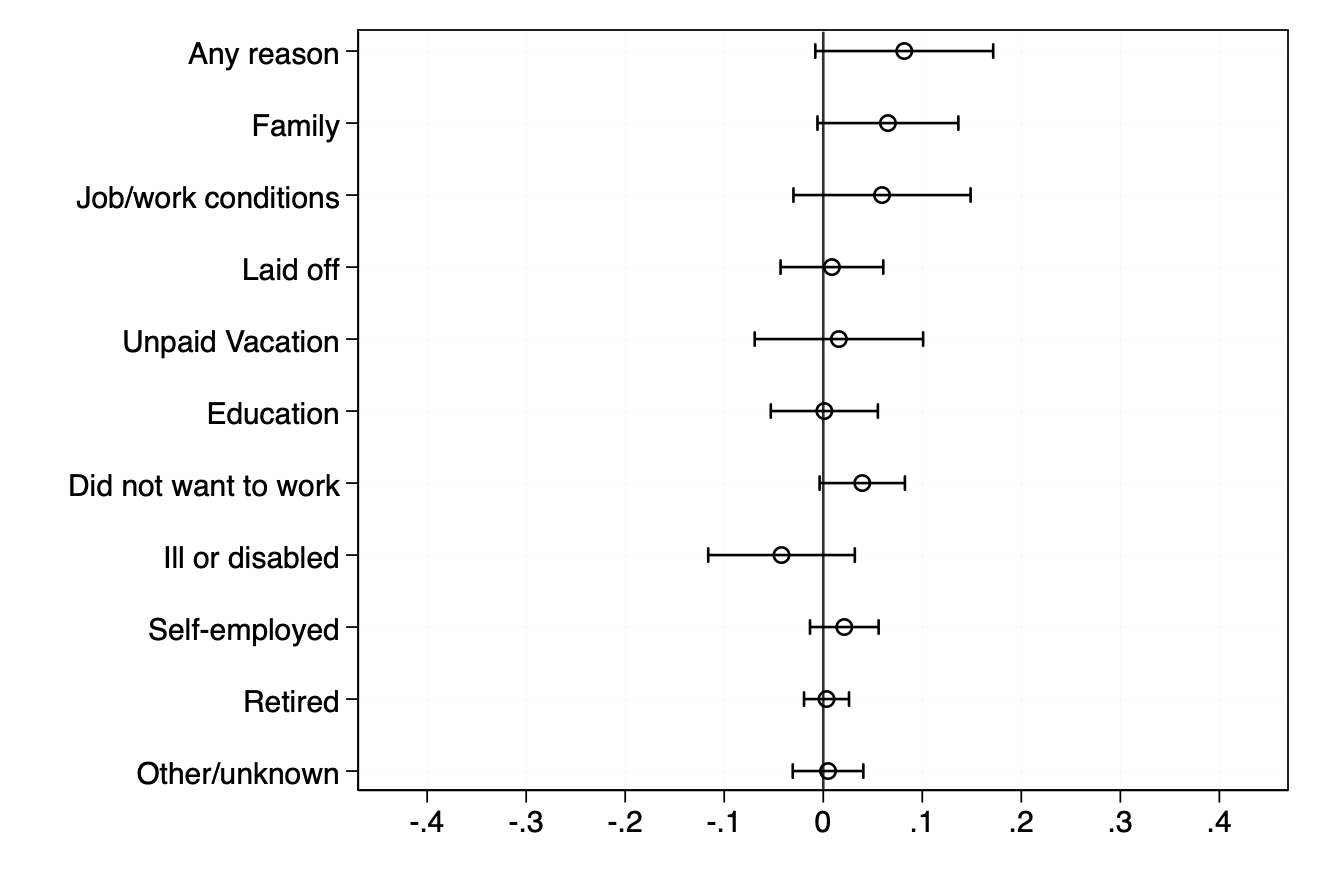 Any reason
Family
Job/work conditions
Laid off
Unpaid Vacation
Education
Did not want to work
Ill or disabled
Self-employed
Retired
Other/unknown
-.4 -.3 -.2 -.1 0 .1 .2 .3 .4